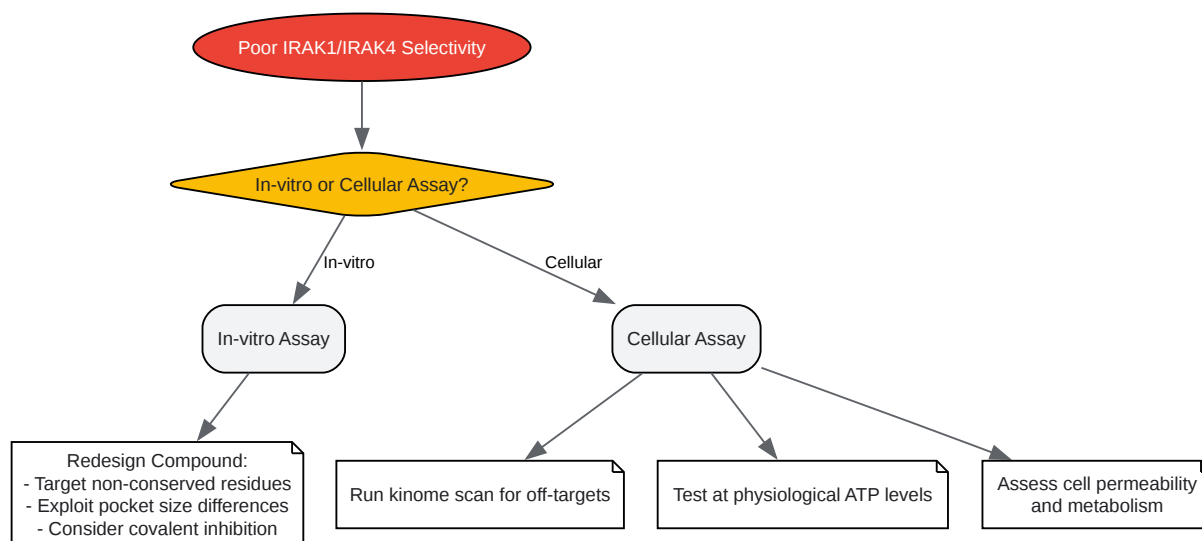 Poor IRAK1/IRAK4 Selectivity
In-vitro or Cellular Assay?
In-vitro
Cellular
In-vitro Assay
Cellular Assay
Redesign Compound:
- Target non-conserved residues
- Exploit pocket size differences
- Consider covalent inhibition
Run kinome scan for off-targets
Test at physiological ATP levels
Assess cell permeability
and metabolism